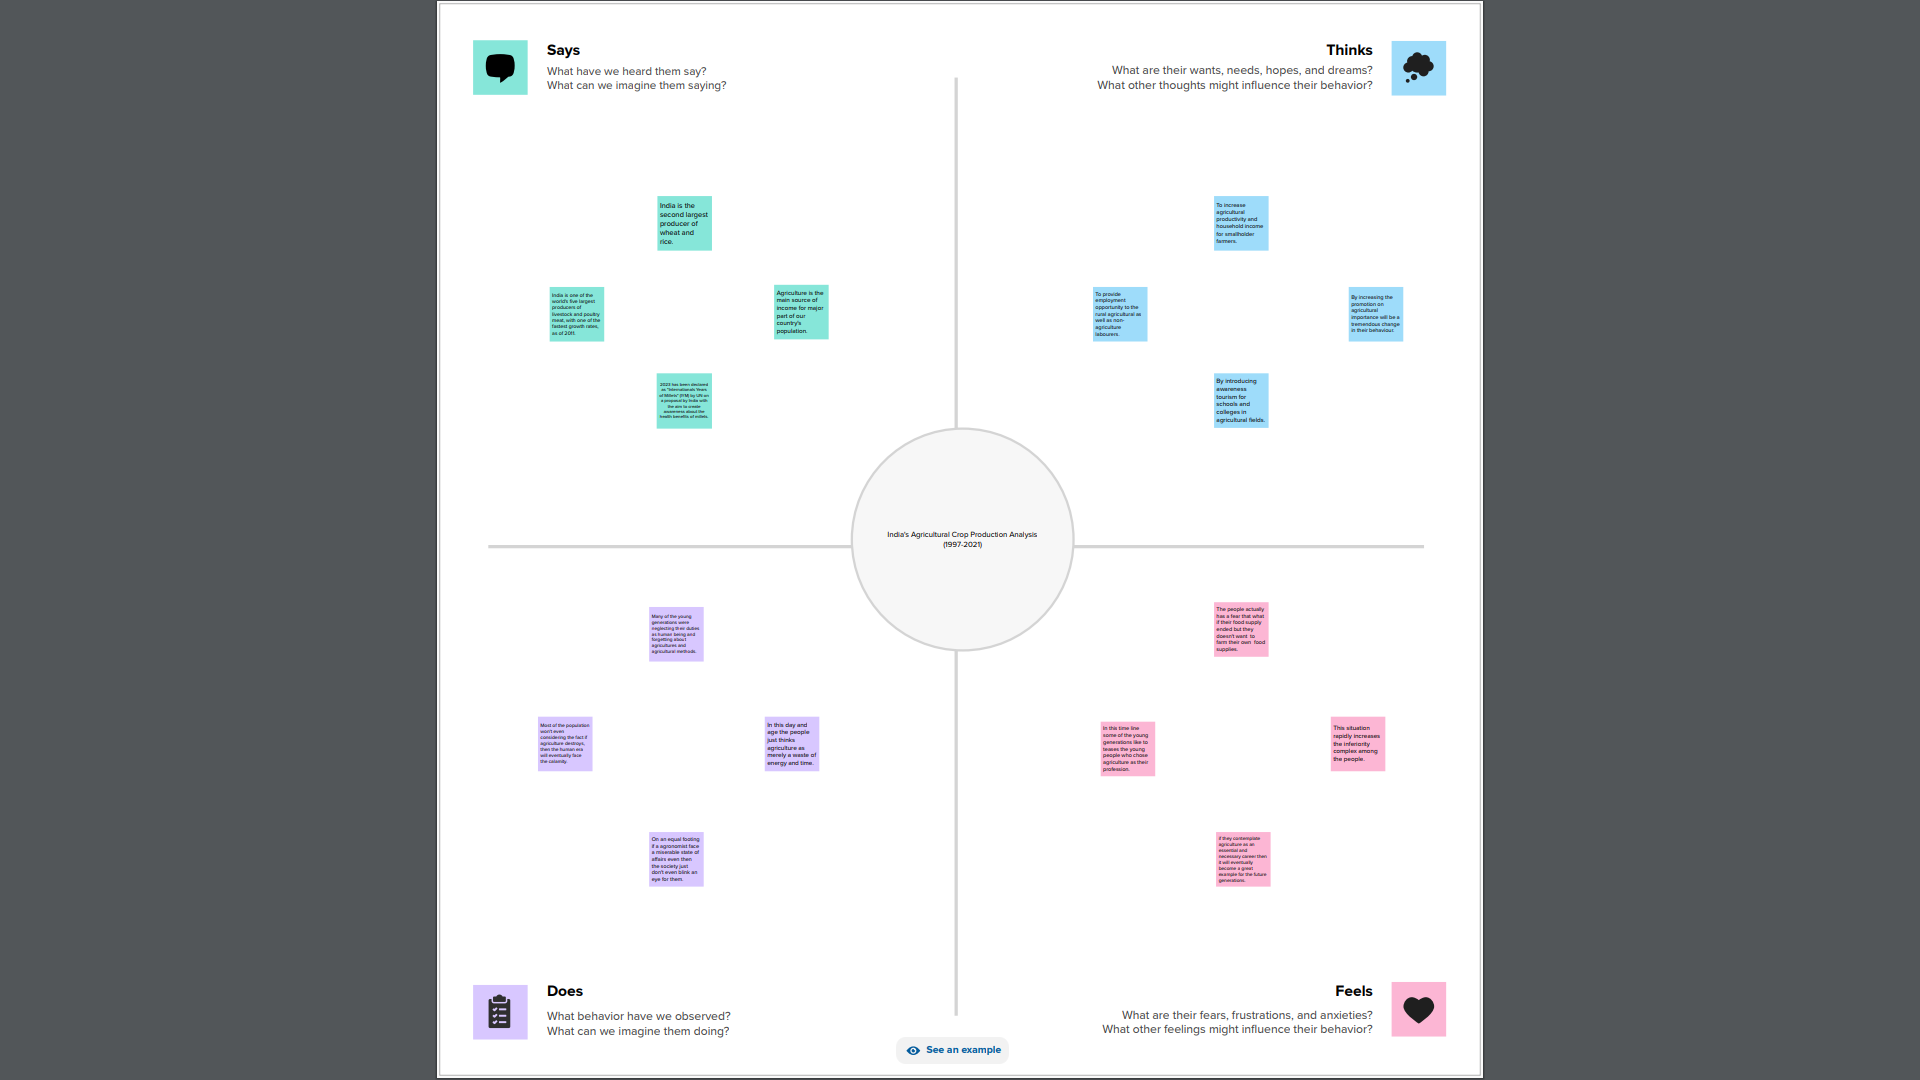 Says
What have we heard them say?
What can we imagine them saying?
Thinks
What are their wants, needs, hopes, and dreams?
What other thoughts might influence their behavior?
India is the
second largest
producer of
wheat and
rice.
India is one of the
world's five largest
producers of
livestock and poultry
meat, with one of the
fastest growth rates,
as of 2011.
Agriculture is the
main source of
income for major
part of our
country's
population.
2023 has been declared
as "Internationals Years
of Millets" (IYM) by UN on
a proposal by India with
the aim to create
awareness about the
health benefits of millets.
To increase
agricultural
productivity and
household income
for smallholder
farmers.
To provide
employment
opportunity to the
rural agricultural as
well as non-
agriculture
labourers.
By increasing the
promotion on
agricultural
importance will be a
tremendous change
in their behaviour.
By introducing
awareness
tourism for
schools and
colleges in
agricultural fields.
India's Agricultural Crop Production Analysis
(1997-2021)
Many of the young
generations were
neglecting their duties
as human being and
forgetting about
agricultures and
agricultural methods.
Most of the population
won't even
considering the fact if
agriculture destroys,
then the human era
will eventually face
the calamity.
In this day and
age the people
just thinks
agriculture as
merely a waste of
energy and time.
On an equal footing
if a agronomist face
a miserable state of
affairs even then
the society just
don't even blink an
eye for them.
The people actually
has a fear that what
if their food supply
ended but they
doesn't want to
farm their own food
supplies.
In this time line
some of the young
generations like to
teases the young
people who chose
agriculture as their
profession.
This situation
rapidly increases
the inferiority
complex among
the people.
If they contemplate
agriculture as an
essential and
necessary career then
it will eventually
become a great
example for the future
generations.
Does
What behavior have we observed?
What can we imagine them doing?
Feels
What are their fears, frustrations, and anxieties?
What other feelings might influence their behavior?
See an example